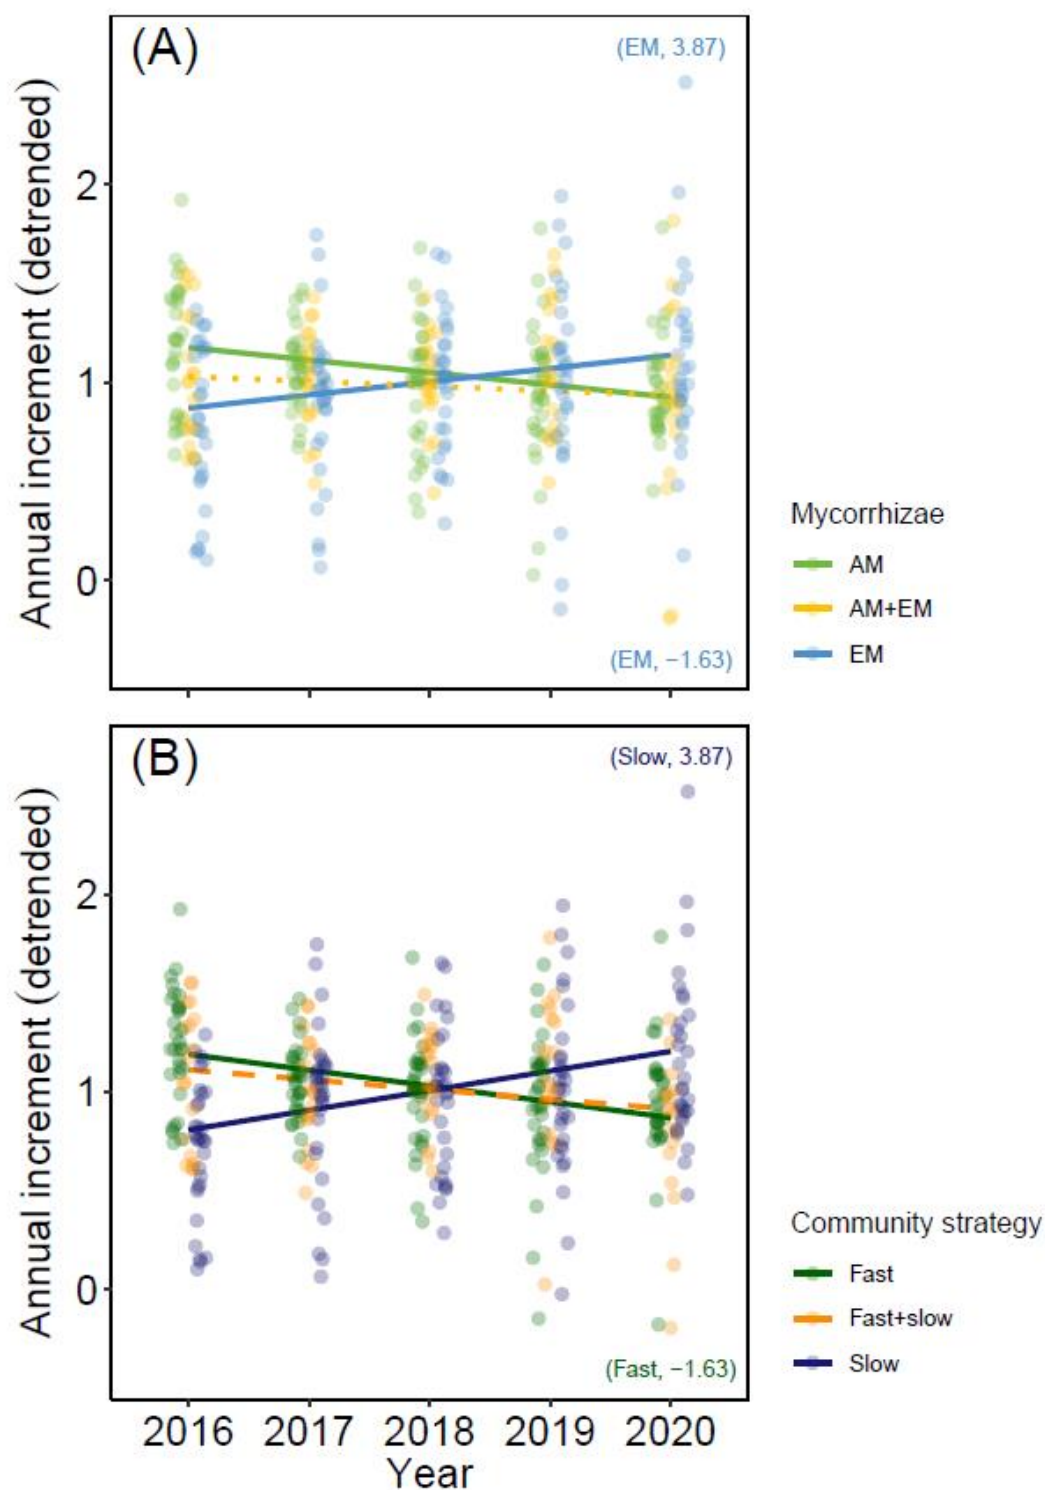 (A)
(EM, 3.87)
Annual increment (detrended)
2
1
0
(EM, −1.63)
Mycorrhizae
AM
AM+EM
EM
(B)
(Slow, 3.87)
Annual increment (detrended)
2
1
0
(Fast, −1.63)
Community strategy
Fast
Fast+slow
Slow
2016 2017 2018 2019 2020
Year